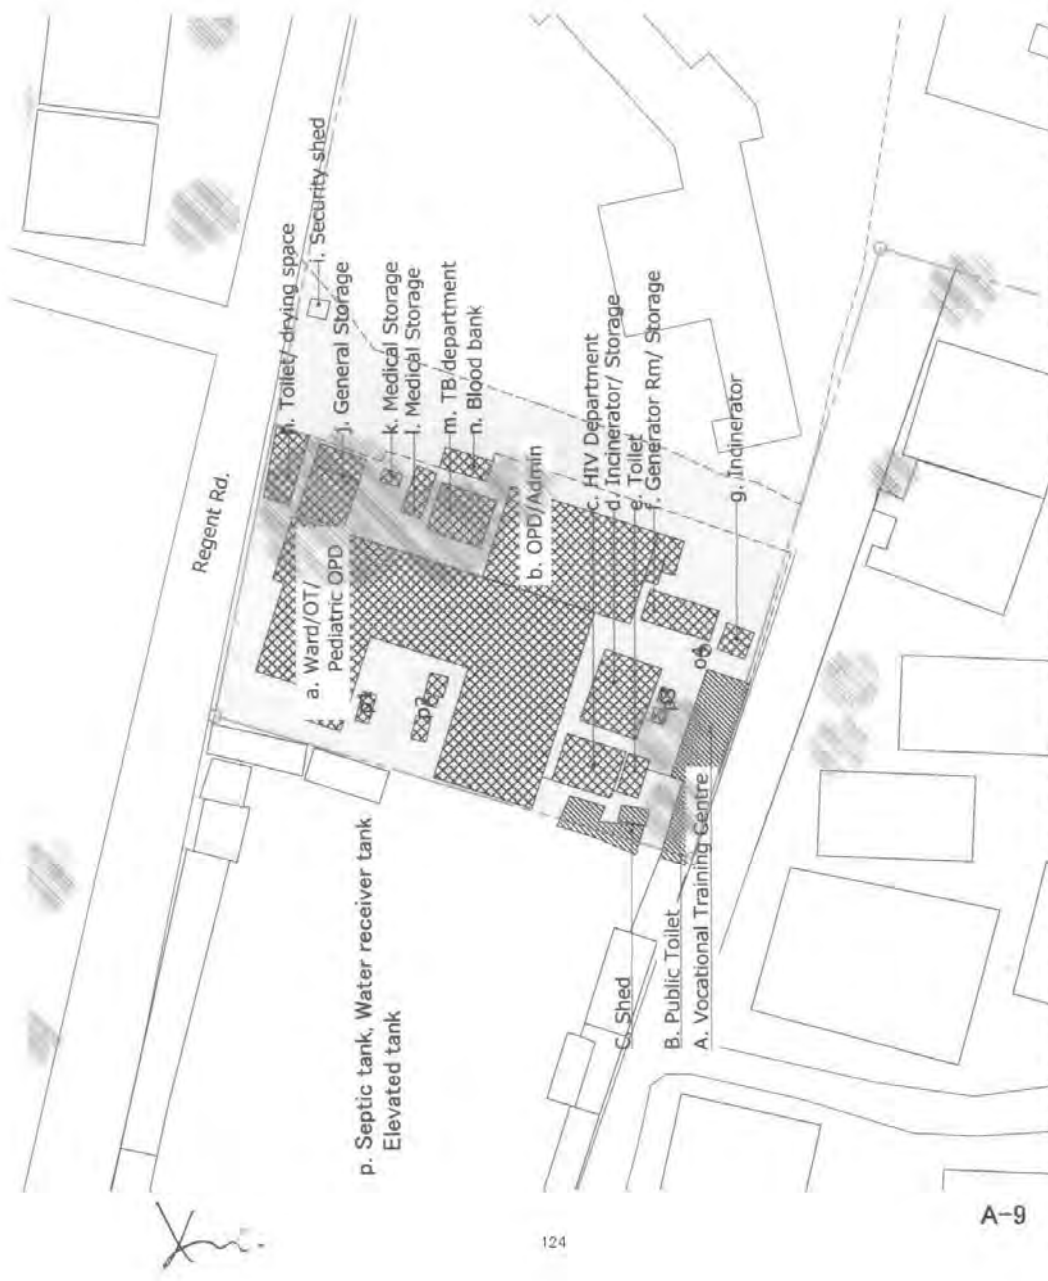 Regent Rd.
h. Toilet/ drying space
i. Security shed
j. General Storage
k. Medical Storage
l. Medical Storage
m. TB department
n. Blood bank
a. Ward/OT/
Pediatric OPD
b. OPD/Admin
c. HIV Department
d. Incinerator/ Storage
e. Toilet
f. Generator Rm/ Storage
g. Incinerator
p1
p2
p3
p. Septic tank, Water receiver tank
Elevated tank
C. Shed
B. Public Toilet
A. Vocational Training Centre
124
A-9